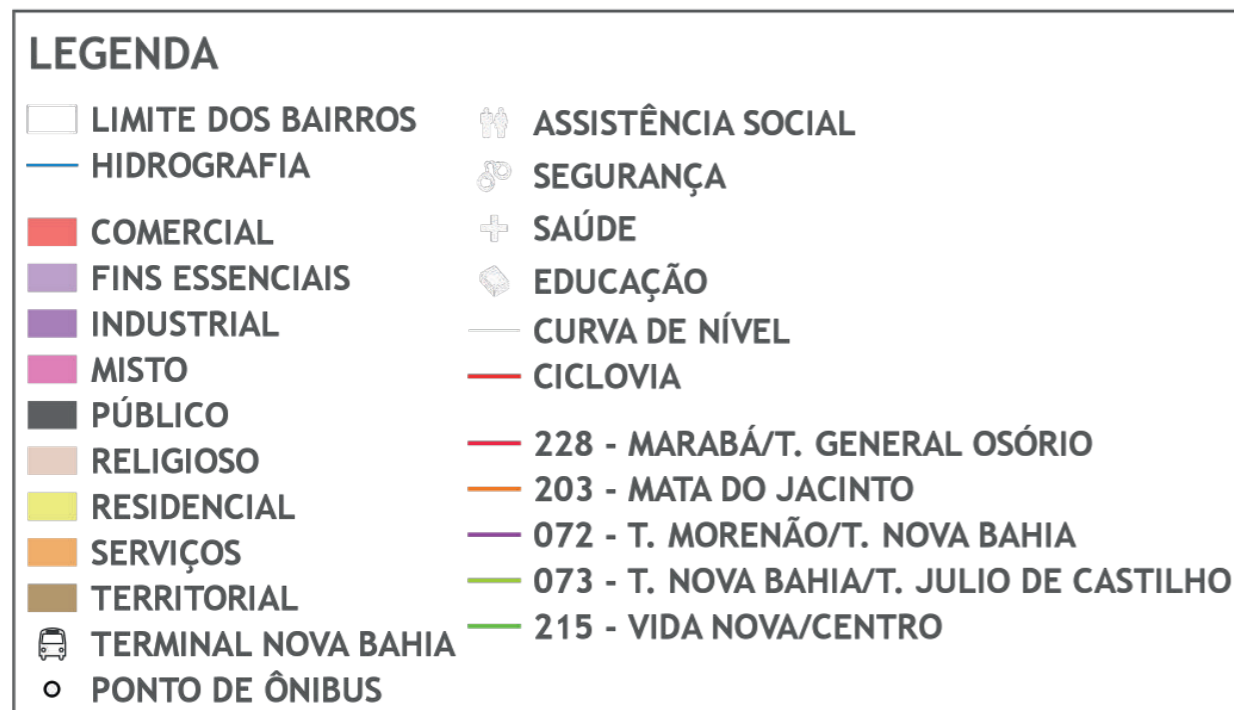 LEGENDA
LIMITE DOS BAIRROS
HIDROGRAFIA
COMERCIAL
FINS ESSENCIAIS
INDUSTRIAL
MISTO
PÚBLICO
RELIGIOSO
RESIDENCIAL
SERVIÇOS
TERRITORIAL
TERMINAL NOVA BAHIA
PONTO DE ÔNIBUS
ASSISTÊNCIA SOCIAL
SEGURANÇA
SAÚDE
EDUCAÇÃO
CURVA DE NÍVEL
CICLOVIA
228 - MARABÁ/T. GENERAL OSÓRIO
203 - MATA DO JACINTO
072 - T. MORENÃO/T. NOVA BAHIA
073 - T. NOVA BAHIA/T. JULIO DE CASTILHO
215 - VIDA NOVA/CENTRO